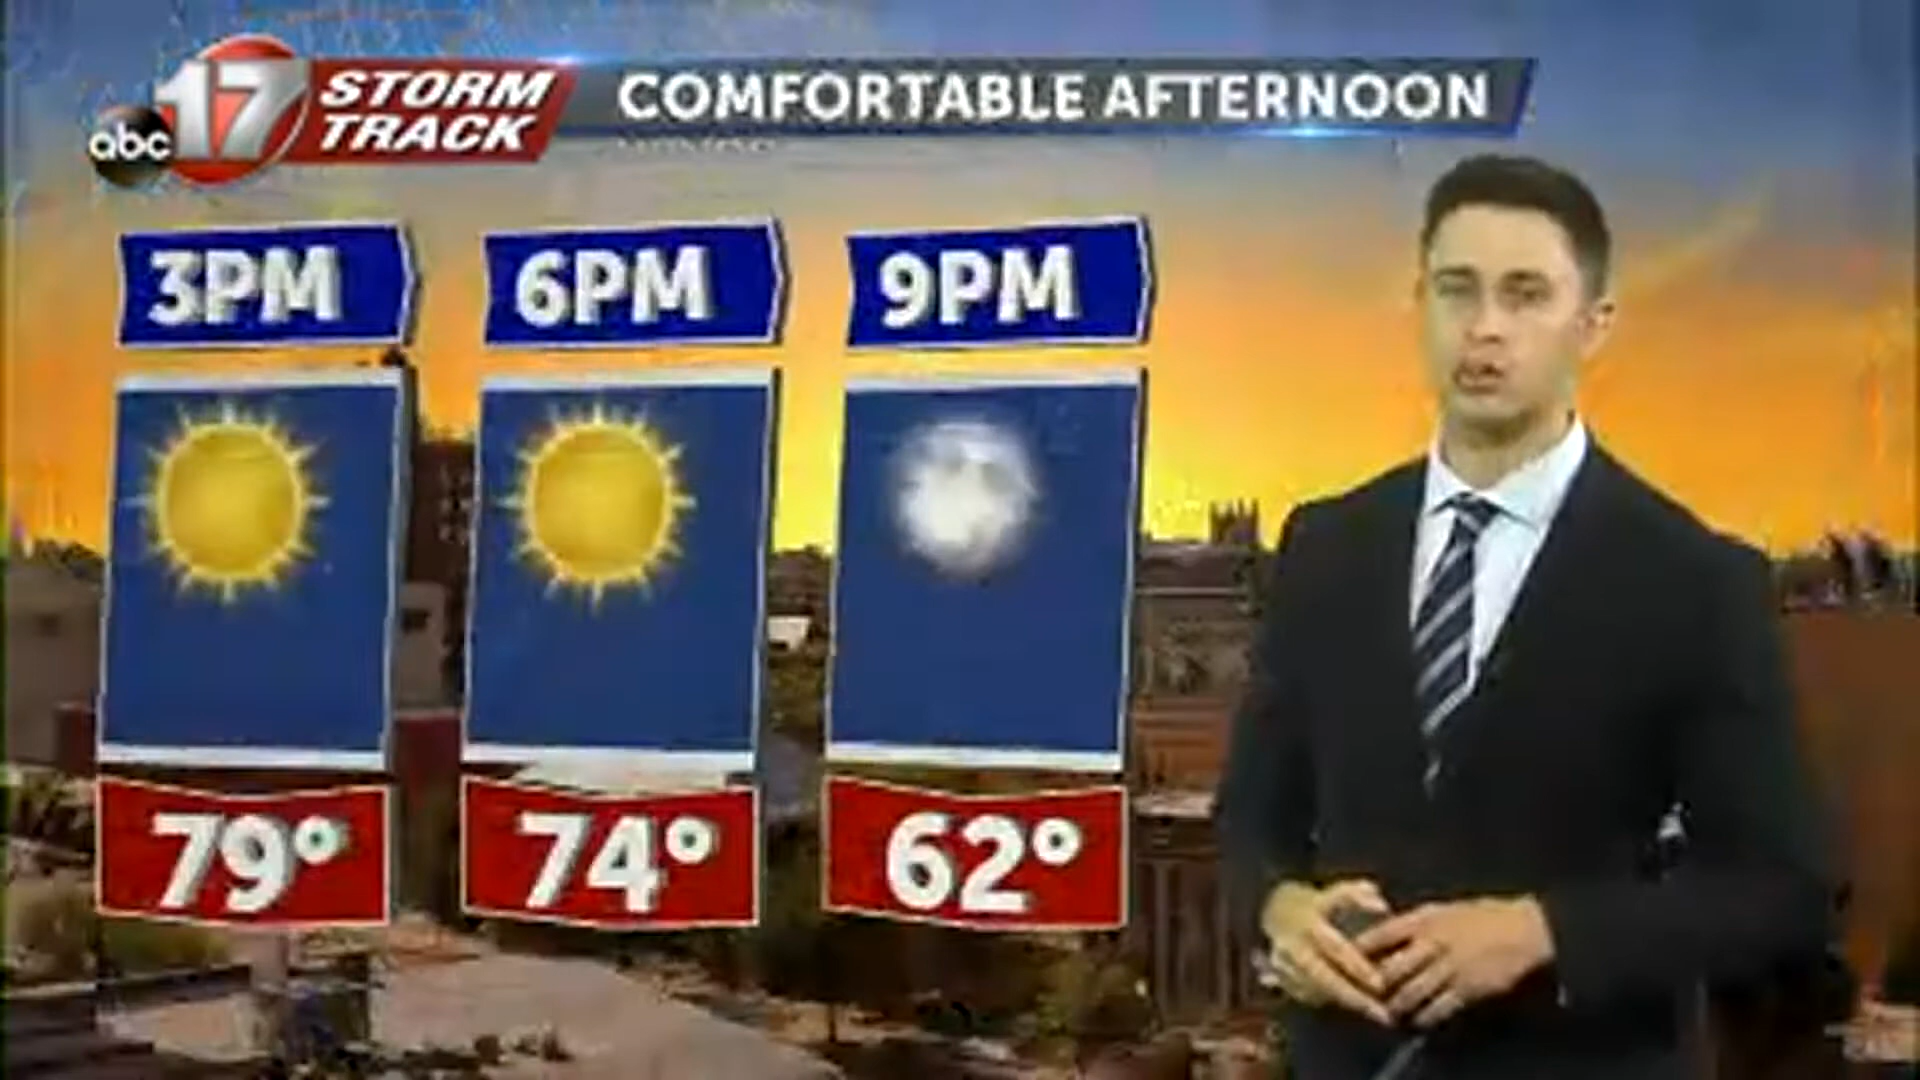 abc 17 STORM TRACK
COMFORTABLE AFTERNOON
3PM 6PM 9PM
79° 74° 62°